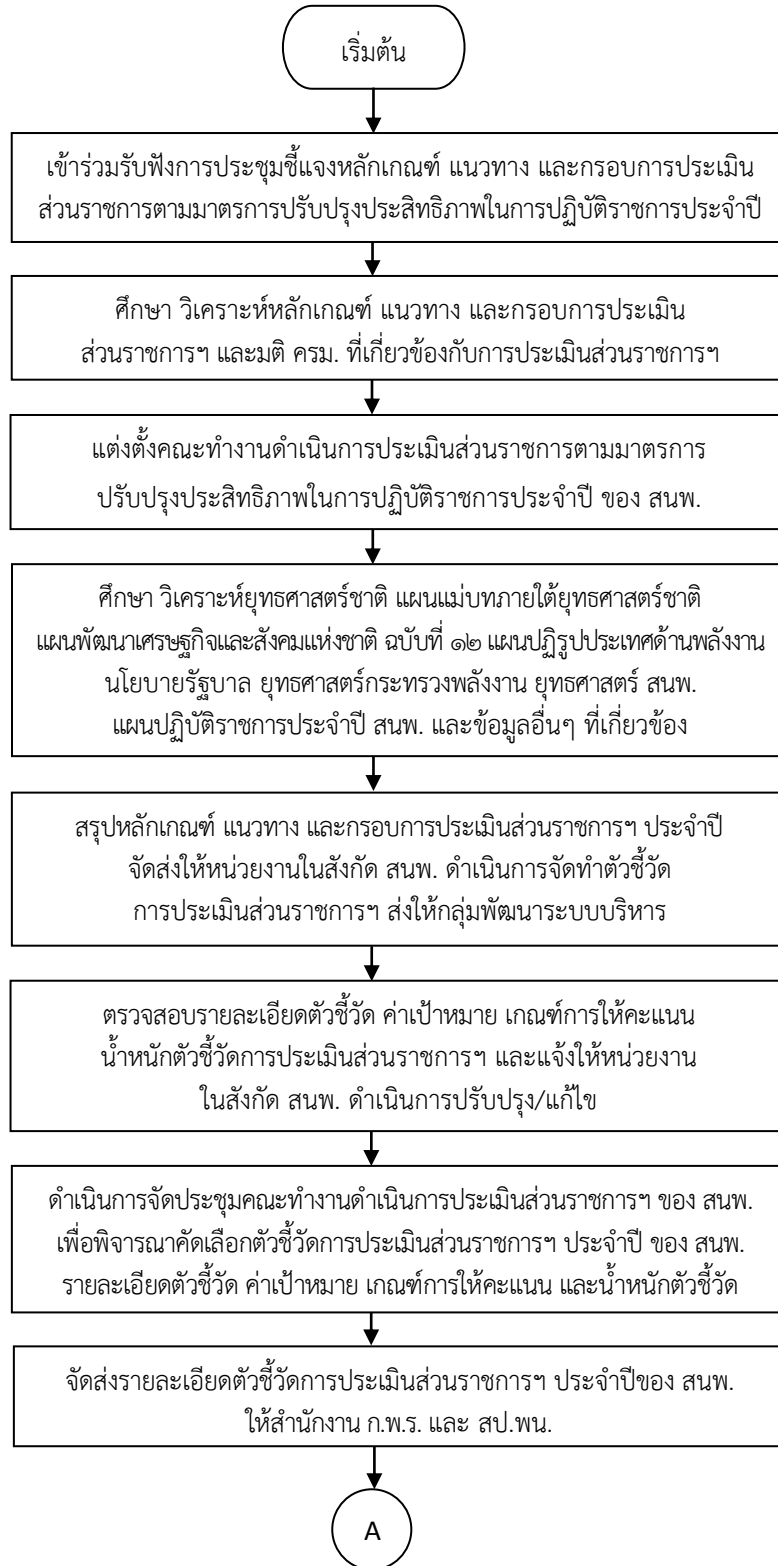 เริ่มต้น
เข้าร่วมรับฟังการประชุมชี้แจงหลักเกณฑ์ แนวทาง และกรอบการประเมิน
ส่วนราชการตามมาตรการปรับปรุงประสิทธิภาพในการปฏิบัติราชการประจำปี
ศึกษา วิเคราะห์หลักเกณฑ์ แนวทาง และกรอบการประเมิน
ส่วนราชการฯ และมติ ครม. ที่เกี่ยวข้องกับการประเมินส่วนราชการฯ
แต่งตั้งคณะทำงานดำเนินการประเมินส่วนราชการตามมาตรการ
ปรับปรุงประสิทธิภาพในการปฏิบัติราชการประจำปี ของ สนพ.
ศึกษา วิเคราะห์ยุทธศาสตร์ชาติ แผนแม่บทภายใต้ยุทธศาสตร์ชาติ
แผนพัฒนาเศรษฐกิจและสังคมแห่งชาติ ฉบับที่ ๑๒ แผนปฏิรูปประเทศด้านพลังงาน
นโยบายรัฐบาล ยุทธศาสตร์กระทรวงพลังงาน ยุทธศาสตร์ สนพ.
แผนปฏิบัติราชการประจำปี สนพ. และข้อมูลอื่นๆ ที่เกี่ยวข้อง
สรุปหลักเกณฑ์ แนวทาง และกรอบการประเมินส่วนราชการฯ ประจำปี
จัดส่งให้หน่วยงานในสังกัด สนพ. ดำเนินการจัดทำตัวชี้วัด
การประเมินส่วนราชการฯ ส่งให้กลุ่มพัฒนาระบบบริหาร
ตรวจสอบรายละเอียดตัวชี้วัด ค่าเป้าหมาย เกณฑ์การให้คะแนน
น้ำหนักตัวชี้วัดการประเมินส่วนราชการฯ และแจ้งให้หน่วยงาน
ในสังกัด สนพ. ดำเนินการปรับปรุง/แก้ไข
ดำเนินการจัดประชุมคณะทำงานดำเนินการประเมินส่วนราชการฯ ของ สนพ.
เพื่อพิจารณาคัดเลือกตัวชี้วัดการประเมินส่วนราชการฯ ประจำปี ของ สนพ.
รายละเอียดตัวชี้วัด ค่าเป้าหมาย เกณฑ์การให้คะแนน และน้ำหนักตัวชี้วัด
จัดส่งรายละเอียดตัวชี้วัดการประเมินส่วนราชการฯ ประจำปีของ สนพ.
ให้สำนักงาน ก.พ.ร. และ สป.พน.
A